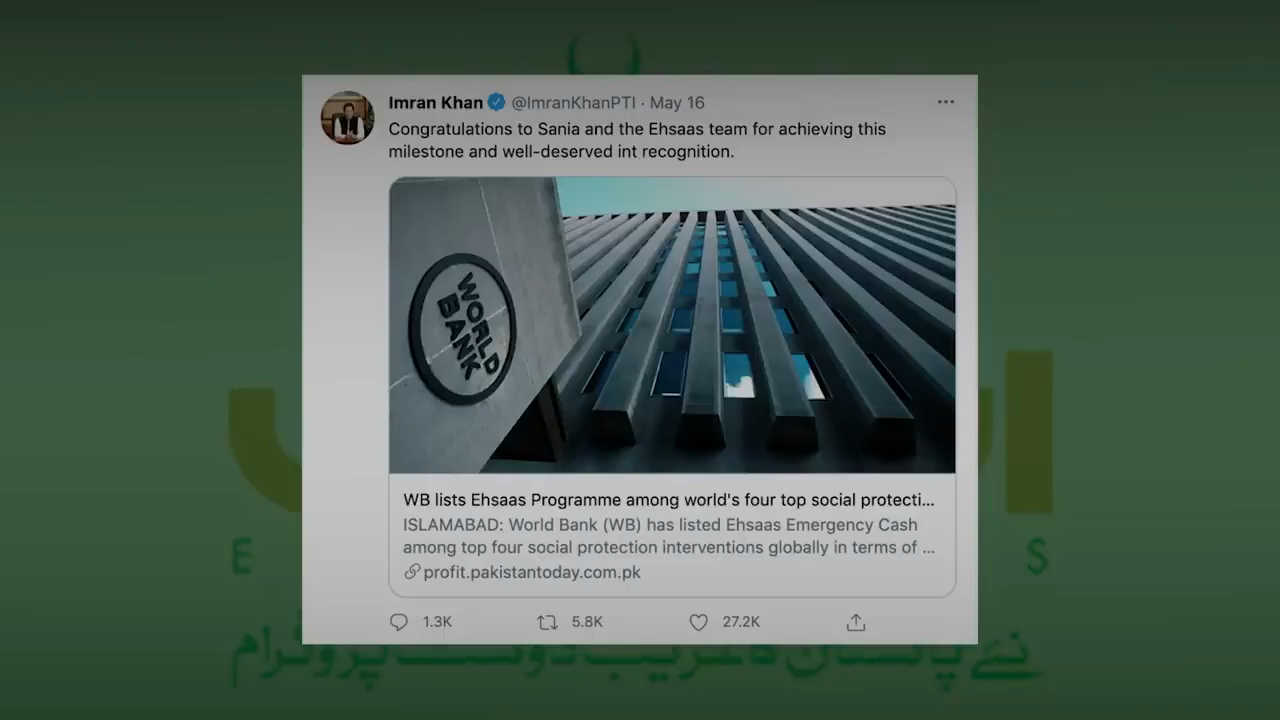 Imran Khan @ImranKhanPTI · May 16
Congratulations to Sania and the Ehsaas team for achieving this
milestone and well-deserved int recognition.
WORLD
BANK
WB lists Ehsaas Programme among world's four top social protecti...
ISLAMABAD: World Bank (WB) has listed Ehsaas Emergency Cash
among top four social protection interventions globally in terms of ...
profit.pakistantoday.com.pk
1.3K 5.8K 27.2K
E S
نئے پاکستان کا غریب دوست پروگرام